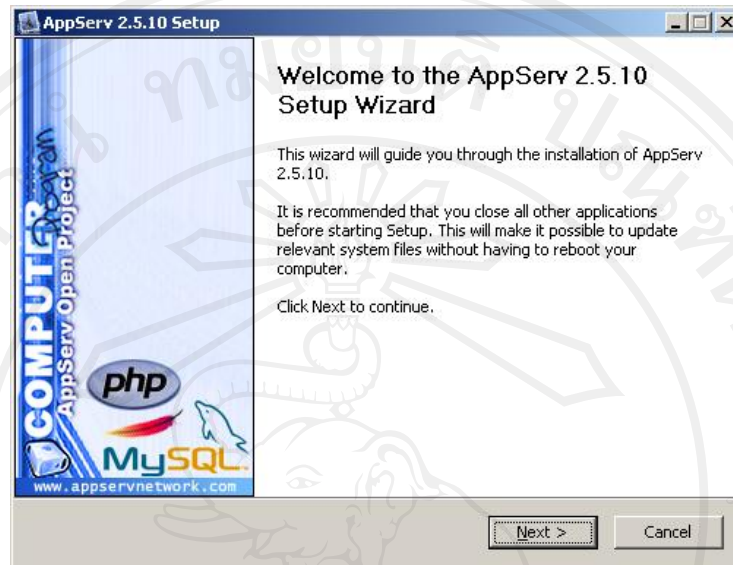 AppServ 2.5.10 Setup
Welcome to the AppServ 2.5.10
Setup Wizard
This wizard will guide you through the installation of AppServ
2.5.10.
It is recommended that you close all other applications
before starting Setup. This will make it possible to update
relevant system files without having to reboot your
computer.
Click Next to continue.
COMPUTER
Program
AppServ Open Project
php
MySQL
www.appservnetwork.com
Next >
Cancel